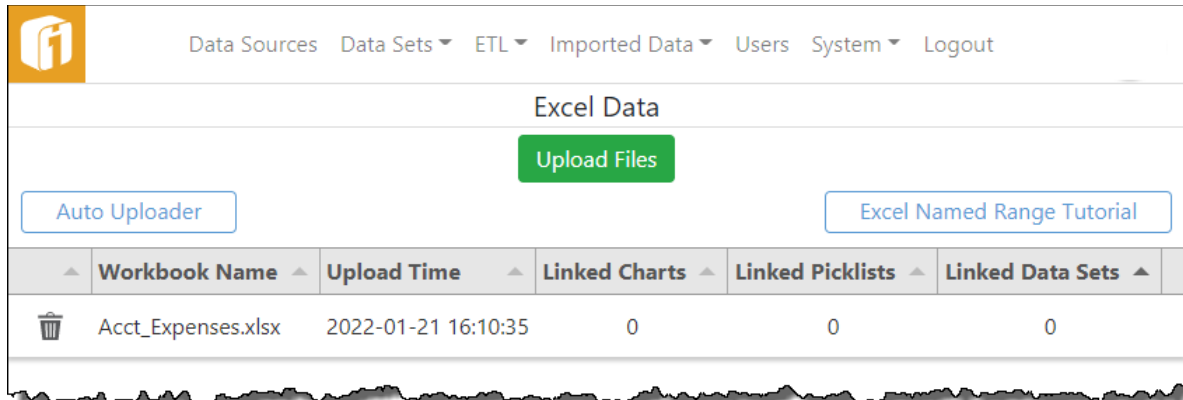 Data Sources Data Sets ETL Imported Data Users System Logout
Excel Data
Upload Files
Auto Uploader Excel Named Range Tutorial
Workbook Name Upload Time Linked Charts Linked Picklists Linked Data Sets
Acct_Expenses.xlsx 2022-01-21 16:10:35 0 0 0